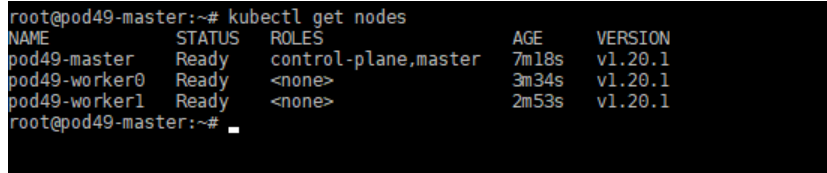 root@pod49-master:~# kubectl get nodes
NAME STATUS ROLES AGE VERSION
pod49-master Ready control-plane,master 7m18s v1.20.1
pod49-worker0 Ready <none> 3m34s v1.20.1
pod49-worker1 Ready <none> 2m53s v1.20.1
root@pod49-master:~#